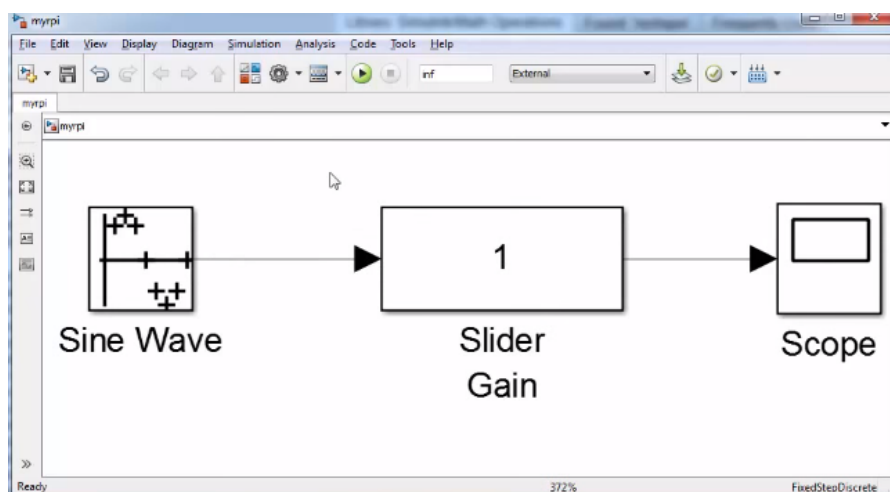 myrpi
File Edit View Display Diagram Simulation Analysis Code Tools Help
inf External
myrpi
myrpi
1
Sine Wave
Slider
Gain
Scope
Ready 372% FixedStepDiscrete